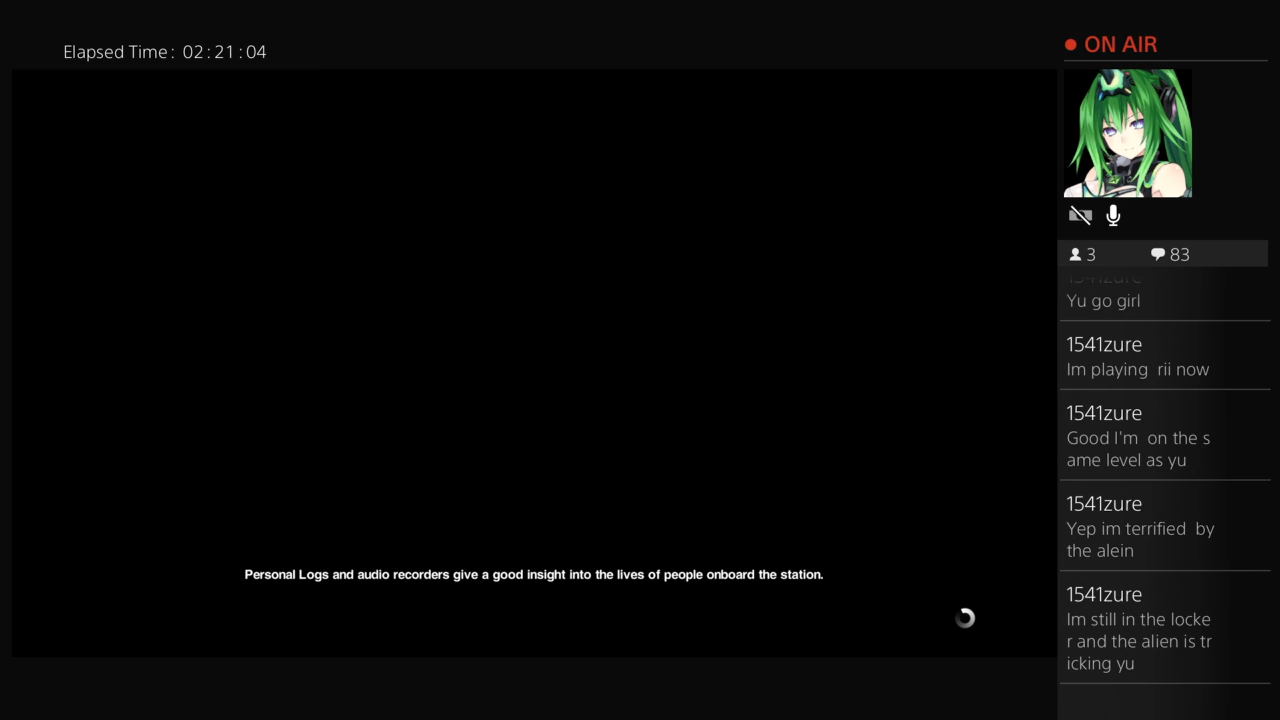 Elapsed Time: 02:21:04
ON AIR
3
83
1541zure
Yu go girl
1541zure
Im playing  rii now
1541zure
Good I'm  on the s
ame level as yu
1541zure
Yep im terrified  by
the alein
1541zure
Im still in the locke
r and the alien is tr
icking yu
Personal Logs and audio recorders give a good insight into the lives of people onboard the station.